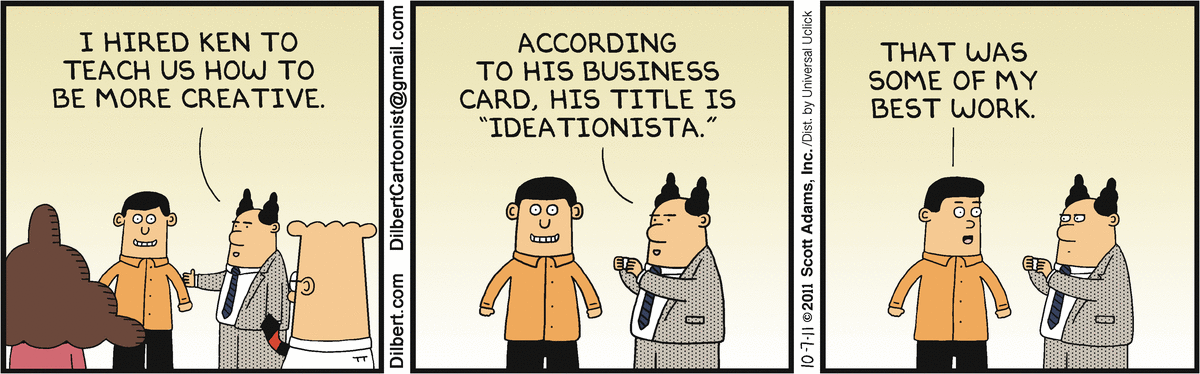 I HIRED KEN TO
TEACH US HOW TO
BE MORE CREATIVE.
Dilbert.com DilbertCartoonist@gmail.com
ACCORDING
TO HIS BUSINESS
CARD, HIS TITLE IS
“IDEATIONISTA.”
10-7-11 © 2011 Scott Adams, Inc. /Dist. by Universal Uclick
THAT WAS
SOME OF MY
BEST WORK.